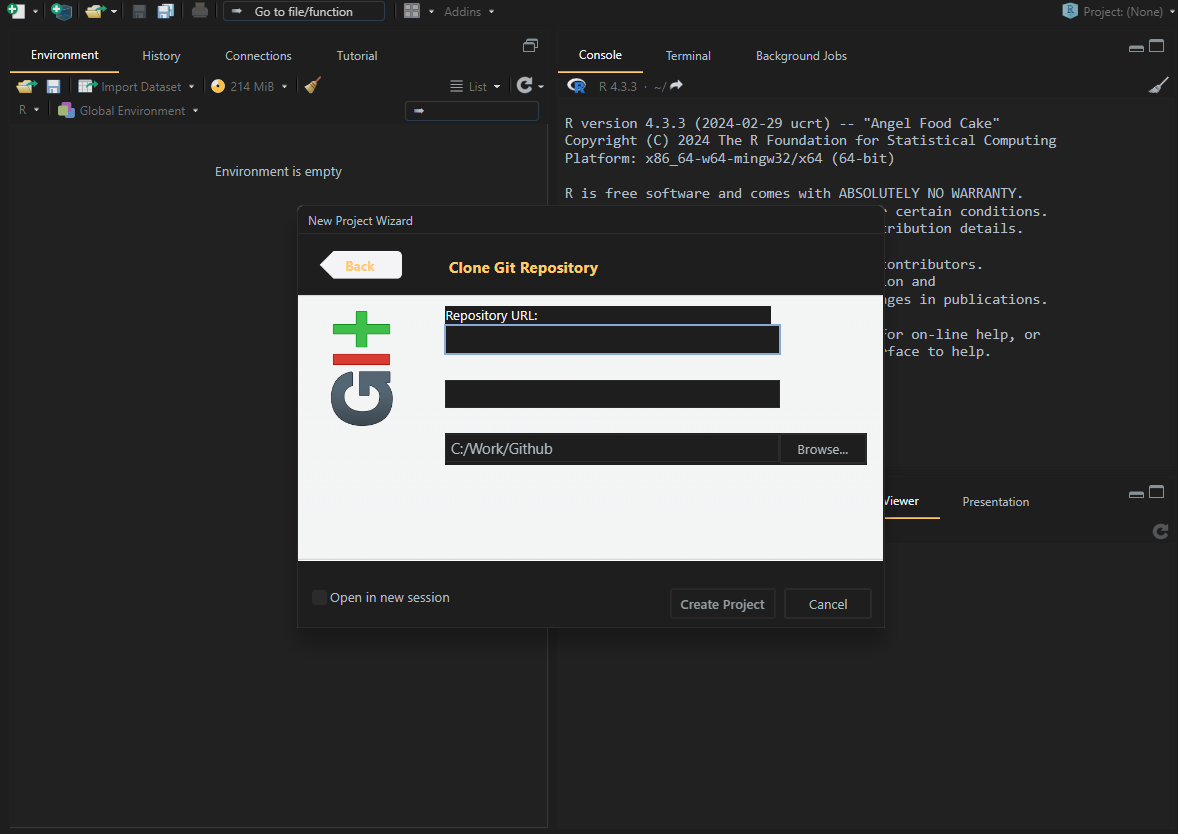 Go to file/function
Addins
Project: (None)
Environment
History
Connections
Tutorial
Import Dataset
214 MiB
List
R
Global Environment
Environment is empty
Console
Terminal
Background Jobs
R 4.3.3 · ~/
R version 4.3.3 (2024-02-29 ucrt) -- "Angel Food Cake"
Copyright (C) 2024 The R Foundation for Statistical Computing
Platform: x86_64-w64-mingw32/x64 (64-bit)
R is free software and comes with ABSOLUTELY NO WARRANTY.
certain conditions.
tribution details.
contributors.
on and
ges in publications.
for on-line help, or
rface to help.
New Project Wizard
Back
Clone Git Repository
Repository URL:
C:/Work/Github
Browse...
Git
Open in new session
Create Project
Cancel
Viewer
Presentation